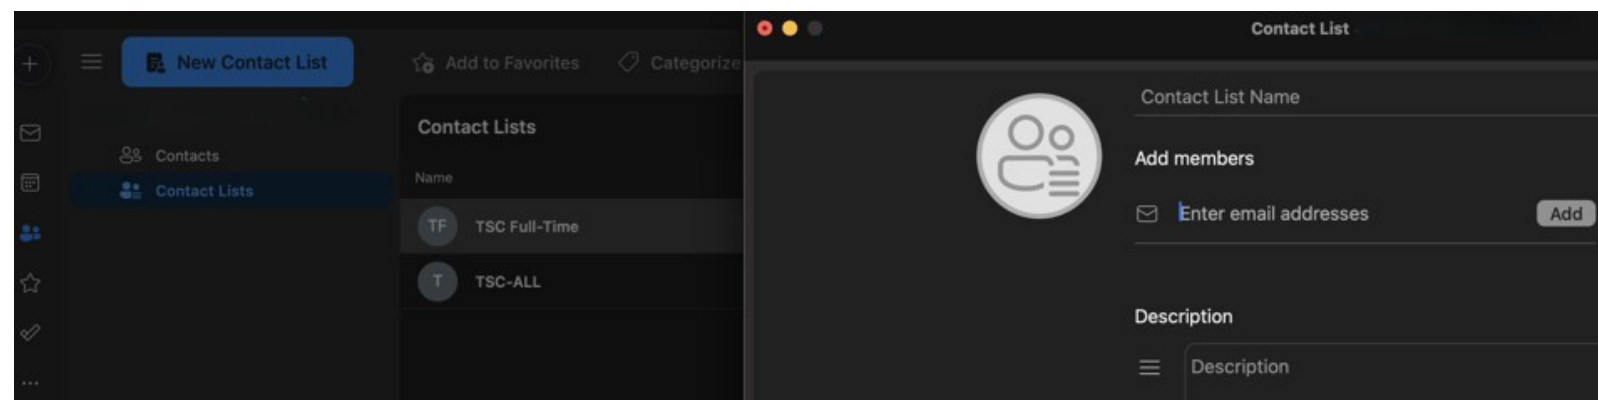 New Contact List
Add to Favorites
Categorize
Contacts
Contact Lists
Contact Lists
Name
TF TSC Full-Time
T TSC-ALL
Contact List
Contact List Name
Add members
Enter email addresses
Add
Description
Description